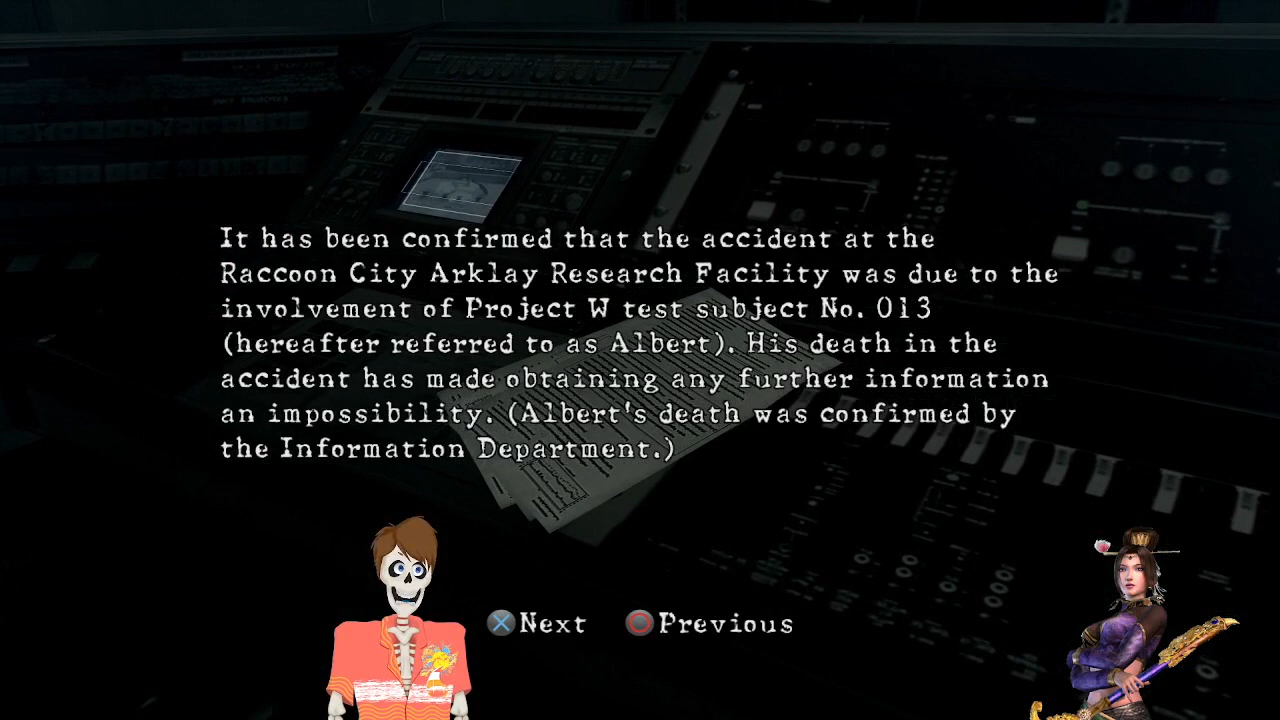 It has been confirmed that the accident at the
Raccoon City Arklay Research Facility was due to the
involvement of Project W test subject No. 013
(hereafter referred to as Albert). His death in the
accident has made obtaining any further information
an impossibility. (Albert's death was confirmed by
the Information Department.)
Next Previous